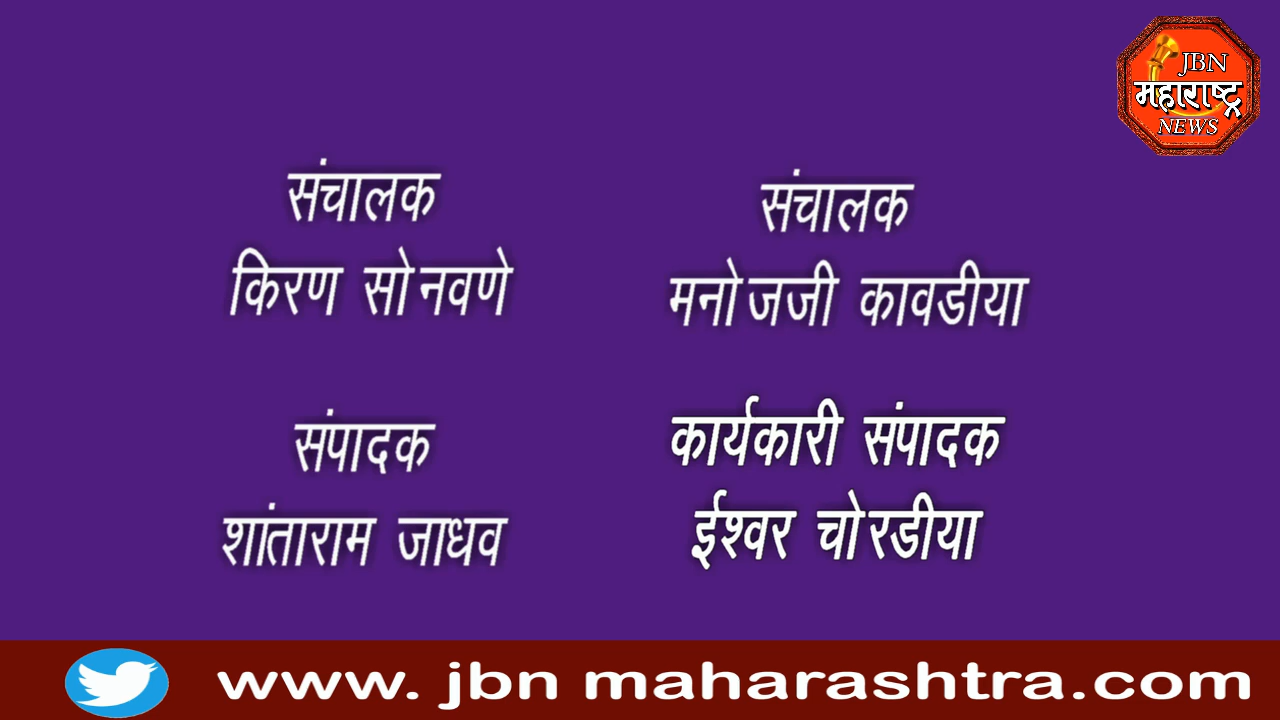 JBN
महाराष्ट्र
NEWS
संचालक
किरण सोनवणे
संचालक
मनोजजी कावडीया
संपादक
शांताराम जाधव
कार्यकारी संपादक
ईश्वर चोरडीया
www. jbn maharashtra.com